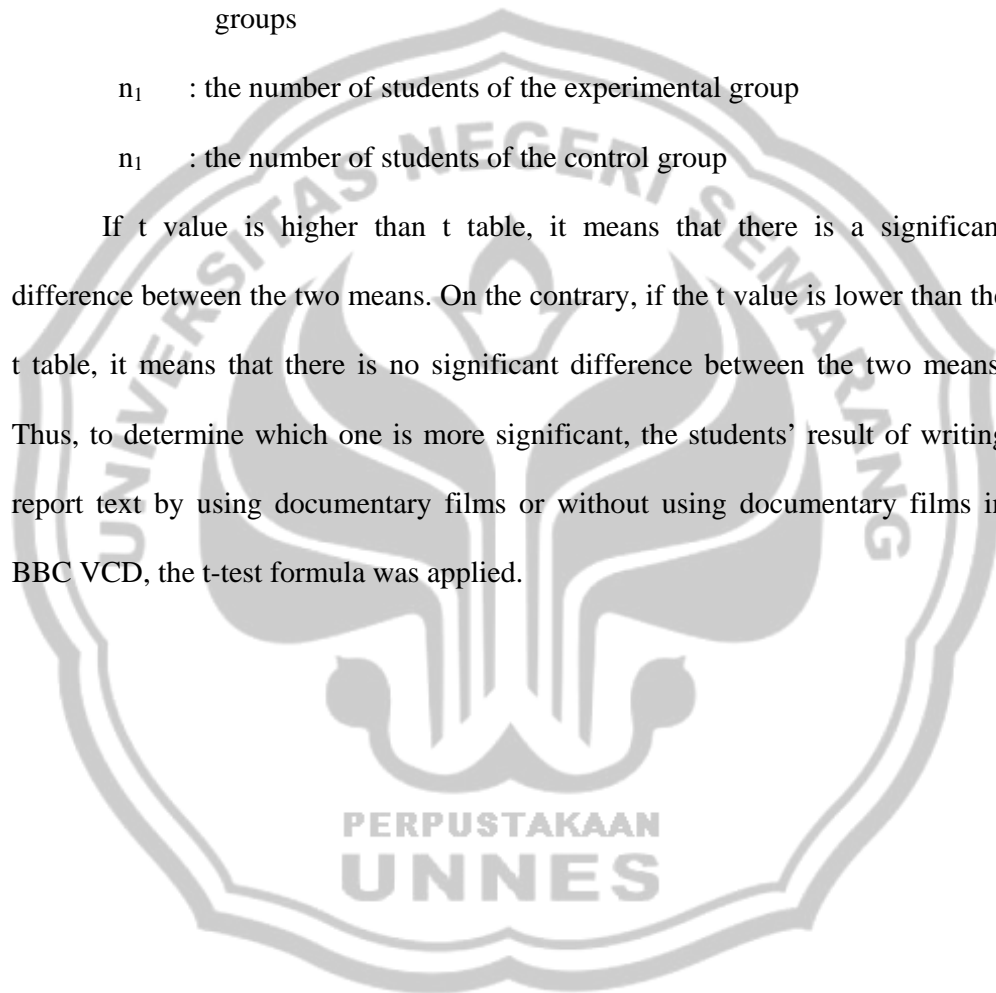 groups
n₁ : the number of students of the experimental group
n₁ : the number of students of the control group
If t value is higher than t table, it means that there is a significan
difference between the two means. On the contrary, if the t value is lower than the
t table, it means that there is no significant difference between the two means
Thus, to determine which one is more significant, the students’ result of writing
report text by using documentary films or without using documentary films in
BBC VCD, the t-test formula was applied.
UNIVERSITAS NEGERI SEMARANG
PERPUSTAKAAN
UNNES